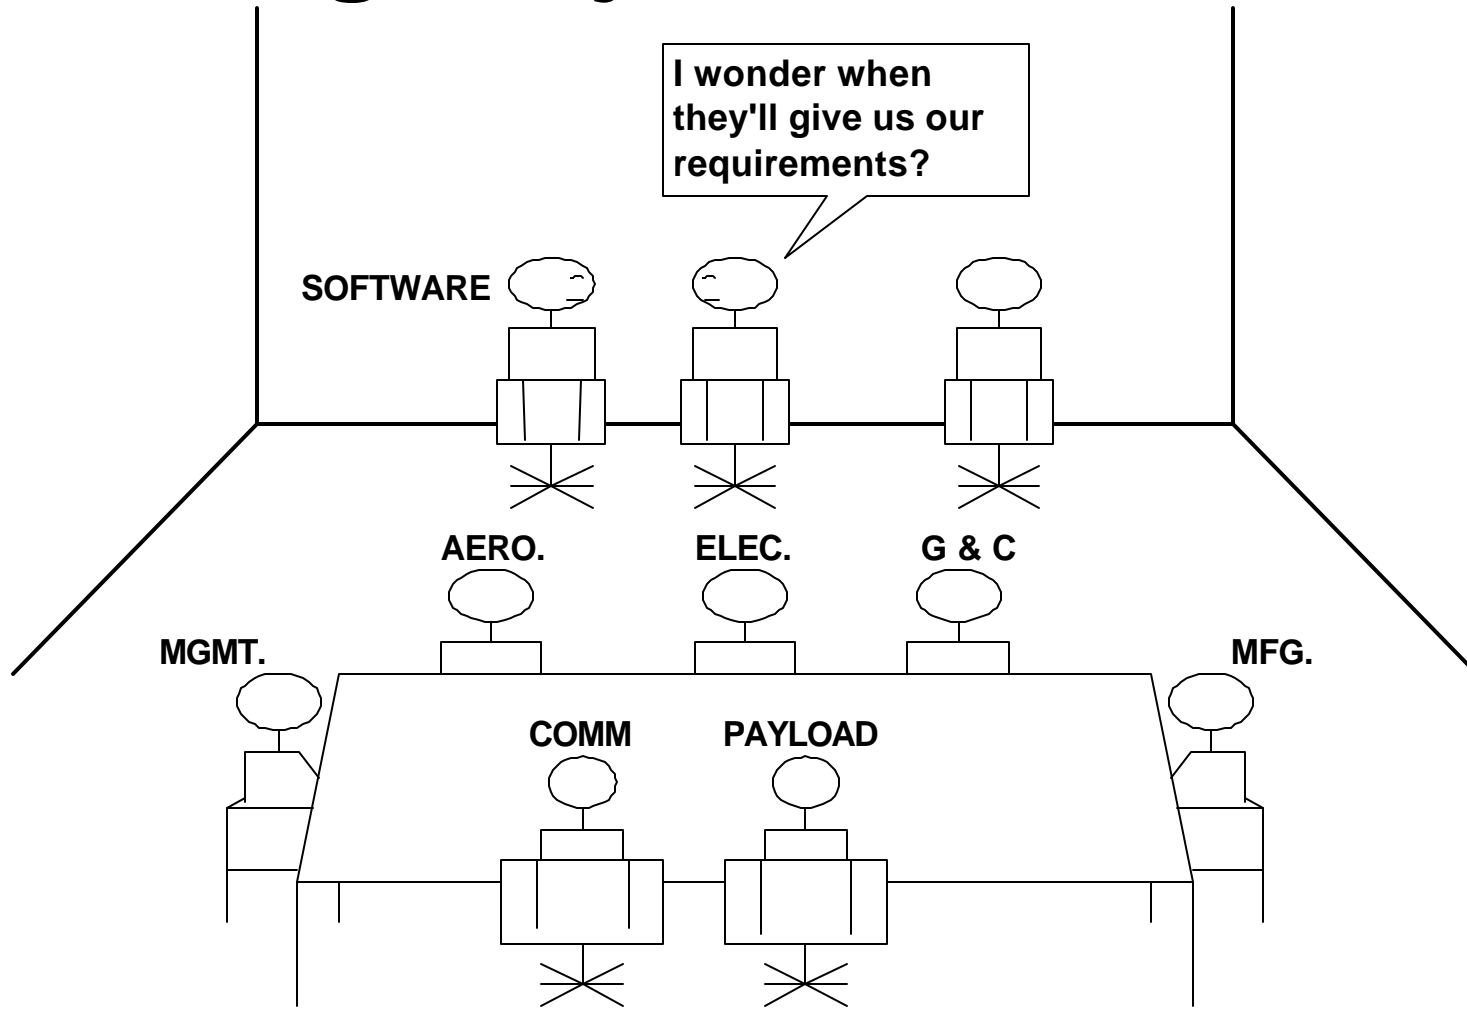 I wonder when
they'll give us our
requirements?
SOFTWARE
AERO. ELEC. G & C
MGMT. MFG.
COMM PAYLOAD